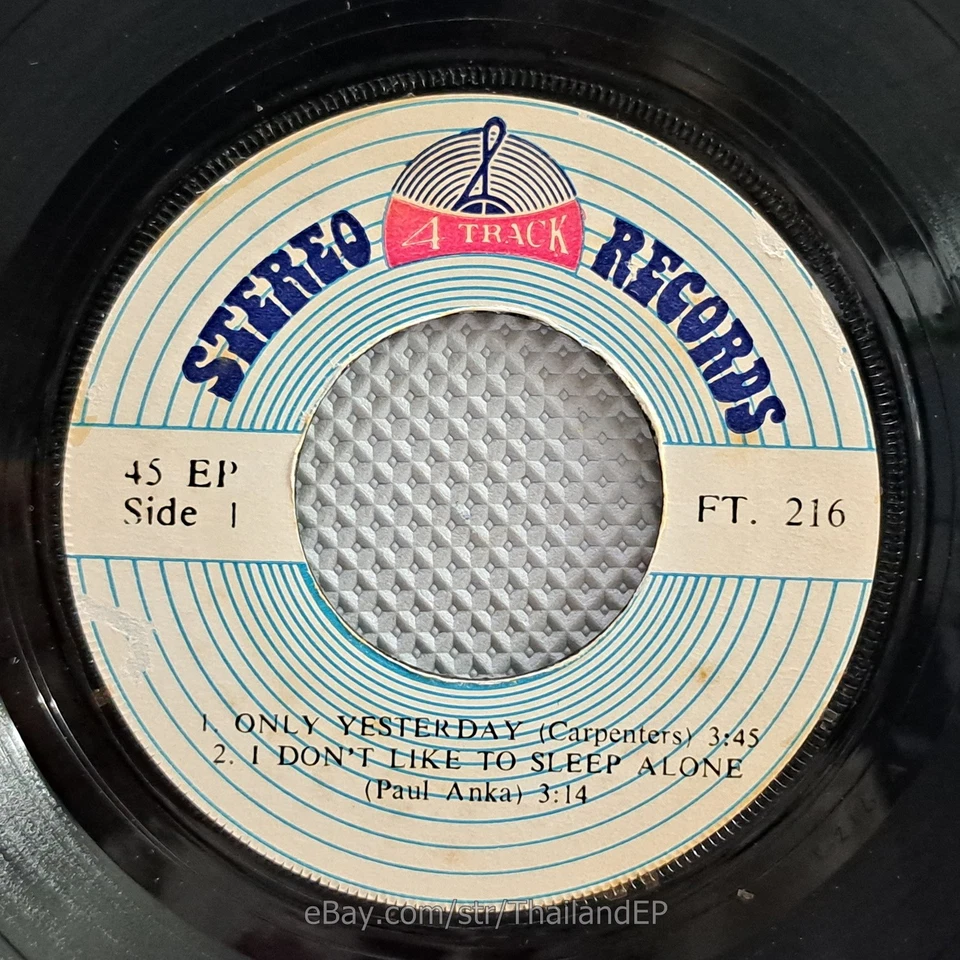 4 TRACK
STEREO RECORDS
45 EP
Side 1
FT. 216
1. ONLY YESTERDAY (Carpenters) 3:45
2. I DON'T LIKE TO SLEEP ALONE
(Paul Anka) 3:14
eBay.com/str/ThailandEP